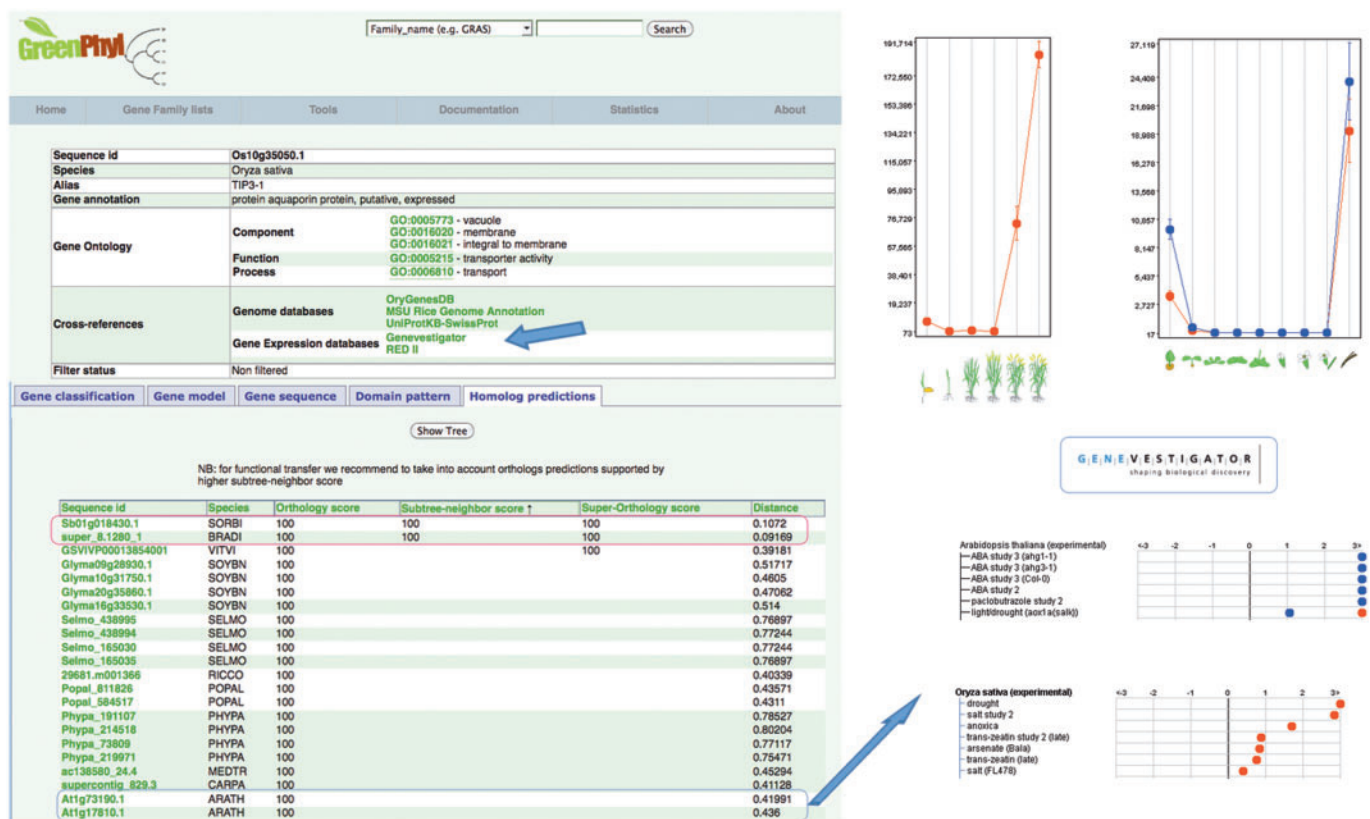 GreenPhyl
Family_name (e.g. GRAS) Search
Home Gene Family lists Tools Documentation Statistics About
Sequence id Os10g35050.1
Species Oryza sativa
Alias TIP3-1
Gene annotation protein aquaporin protein, putative, expressed
Gene Ontology
Component
GO:0005773 - vacuole
GO:0016020 - membrane
GO:0016021 - integral to membrane
Function GO:0005215 - transporter activity
Process GO:0006810 - transport
Cross-references
Genome databases
OryGenesDB
MSU Rice Genome Annotation
UniProtKB-SwissProt
Gene Expression databases
Genevestigator
RED II
Filter status Non filtered
Gene classification Gene model Gene sequence Domain pattern Homolog predictions
Show Tree
NB: for functional transfer we recommend to take into account orthologs predictions supported by
higher subtree-neighbor score
Sequence id Species Orthology score Subtree-neighbor score ↑ Super-Orthology score Distance
Sb01g018430.1 SORBI 100 100 100 0.1072
super_8.1280_1 BRADI 100 100 100 0.09169
GSVIVP00013854001 VITVI 100 100 0.39181
Glyma09g28930.1 SOYBN 100 0.51717
Glyma10g31750.1 SOYBN 100 0.4605
Glyma20g35860.1 SOYBN 100 0.47062
Glyma16g33530.1 SOYBN 100 0.514
Selmo_438995 SELMO 100 0.76897
Selmo_438994 SELMO 100 0.77244
Selmo_165030 SELMO 100 0.77244
Selmo_165035 SELMO 100 0.76897
29681.m001366 RICCO 100 0.40339
Popal_811826 POPAL 100 0.43571
Popal_584517 POPAL 100 0.4311
Phypa_191107 PHYPA 100 0.78527
Phypa_214518 PHYPA 100 0.80204
Phypa_73809 PHYPA 100 0.77117
Phypa_219971 PHYPA 100 0.75471
ac138580_24.4 MEDTR 100 0.45294
supercontig_829.3 CARPA 100 0.41128
At1g73190.1 ARATH 100 0.41991
At1g17810.1 ARATH 100 0.436
191,714
172,550
153,386
134,221
115,057
95,893
76,729
57,565
38,401
19,237
73
27,119
24,408
21,698
18,988
16,278
13,568
10,857
8,147
5,437
2,727
17
GENEVESTIGATOR
shaping biological discovery
Arabidopsis thaliana (experimental) <-3 -2 -1 0 1 2 3>
ABA study 3 (ahg1-1)
ABA study 3 (ahg3-1)
ABA study 3 (Col-0)
ABA study 2
paclobutrazole study 2
light/drought (aox1a(salk))
Oryza sativa (experimental) <-3 -2 -1 0 1 2 3>
drought
salt study 2
anoxica
trans-zeatin study 2 (late)
arsenate (Bala)
trans-zeatin (late)
salt (FL478)